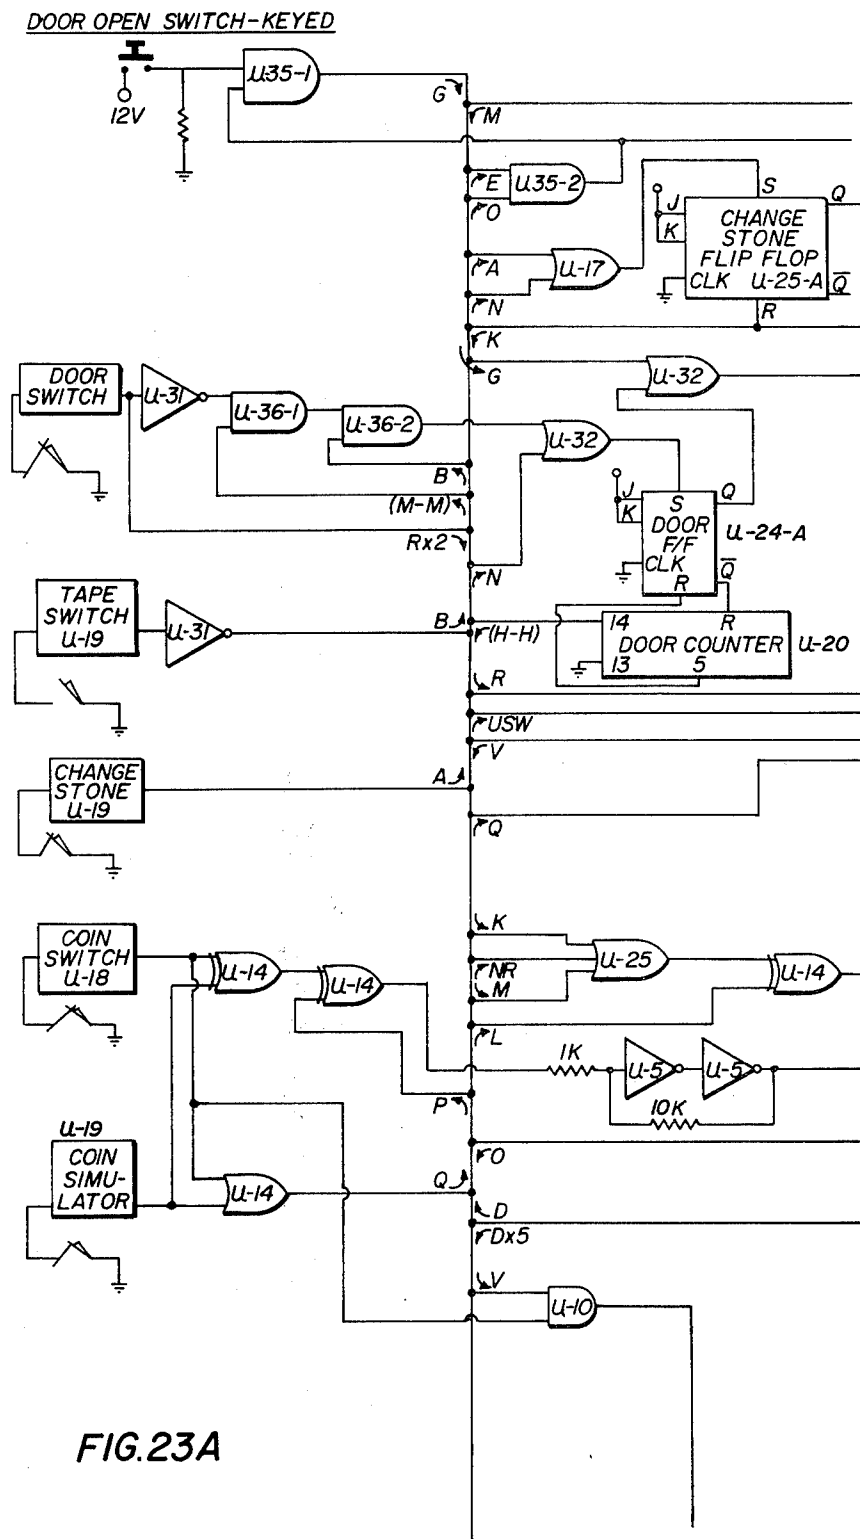 DOOR OPEN SWITCH-KEYED
12V
U35-1
G
M
E
U35-2
O
S
Q
J
K
CHANGE
STONE
FLIP FLOP
CLK U-25-A
Q
R
A
U-17
N
K
G
U-32
DOOR
SWITCH
U-31
U-36-1
U-36-2
U-32
B
(M-M)
Rx2
N
J
K
S
Q
DOOR
F/F
CLK
R
U-24-A
Q
TAPE
SWITCH
U-19
U-31
B
(H-H)
14
R
DOOR COUNTER
13
5
U-20
R
USW
V
CHANGE
STONE
U-19
A
Q
COIN
SWITCH
U-18
U-14
U-14
K
NR
M
L
U-25
U-14
1K
U-5
U-5
10K
P
O
U-19
COIN
SIMU-
LATOR
U-14
Q
D
Dx5
V
U-10
FIG.23A